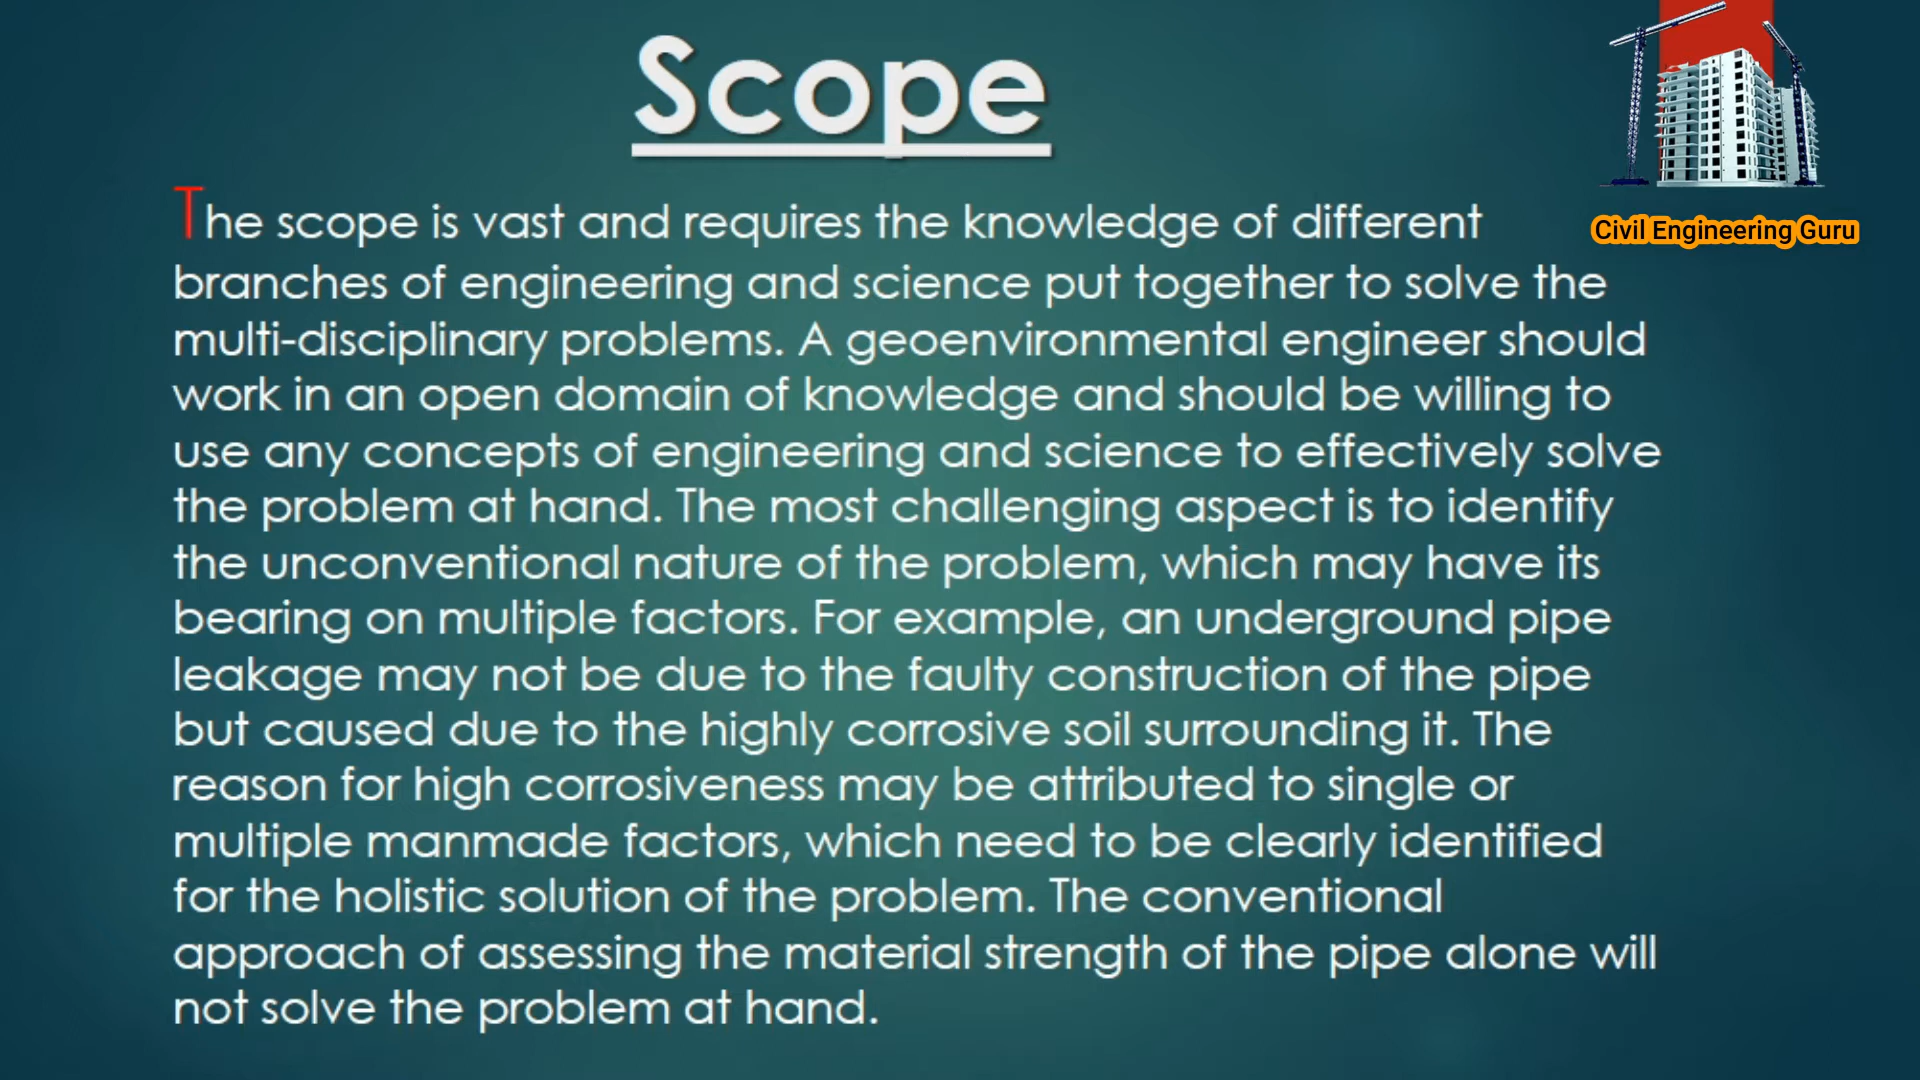 Scope
The scope is vast and requires the knowledge of different
Civil Engineering Guru
branches of engineering and science put together to solve the
multi-disciplinary problems. A geoenvironmental engineer should
work in an open domain of knowledge and should be willing to
use any concepts of engineering and science to effectively solve
the problem at hand. The most challenging aspect is to identify
the unconventional nature of the problem, which may have its
bearing on multiple factors. For example, an underground pipe
leakage may not be due to the faulty construction of the pipe
but caused due to the highly corrosive soil surrounding it. The
reason for high corrosiveness may be attributed to single or
multiple manmade factors, which need to be clearly identified
for the holistic solution of the problem. The conventional
approach of assessing the material strength of the pipe alone will
not solve the problem at hand.